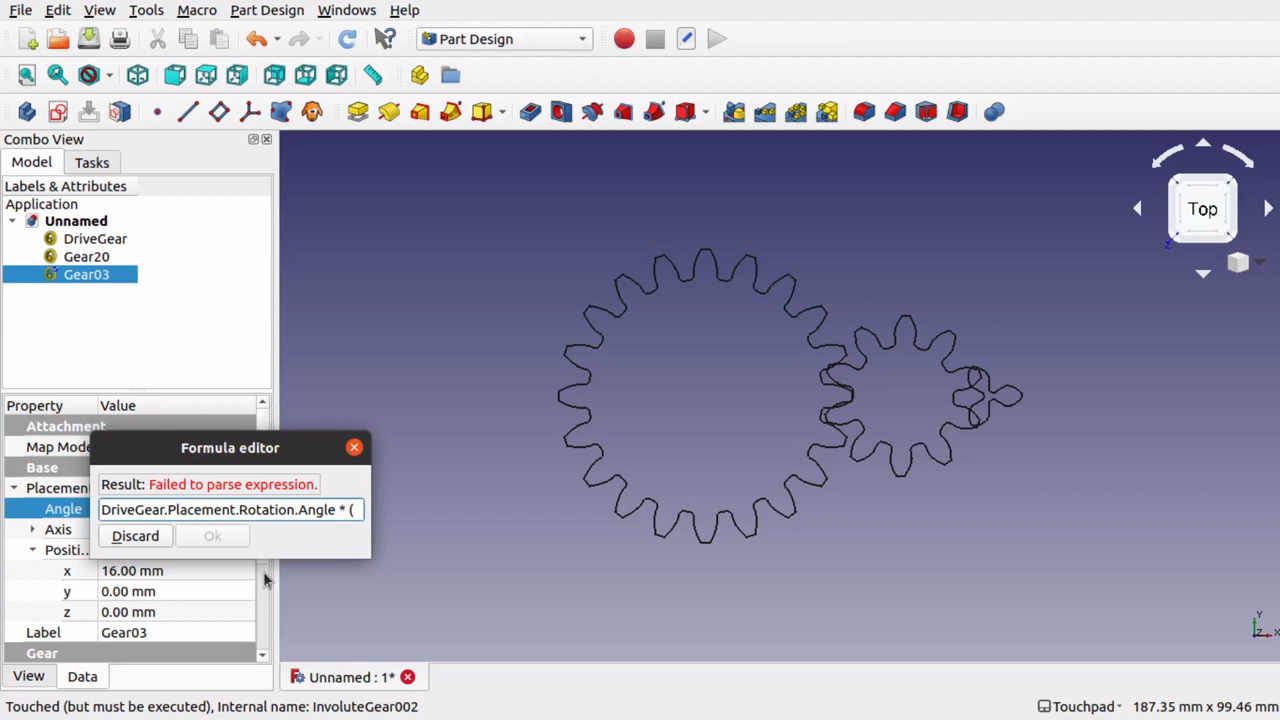 File Edit View Tools Macro Part Design Windows Help
Part Design
Combo View
Model Tasks
Labels & Attributes
Application
Unnamed
DriveGear
Gear20
Gear03
Top
Z
Property Value
Attachment
Map Mode
Base
Placement
Angle
Axis
Positi...
x 16.00 mm
y 0.00 mm
z 0.00 mm
Label Gear03
Gear
Formula editor
Result: Failed to parse expression.
DriveGear.Placement.Rotation.Angle * (
Discard Ok
View Data
Unnamed : 1*
Y
Z X
Touched (but must be executed), Internal name: InvoluteGear002
Touchpad 187.35 mm x 99.46 mm